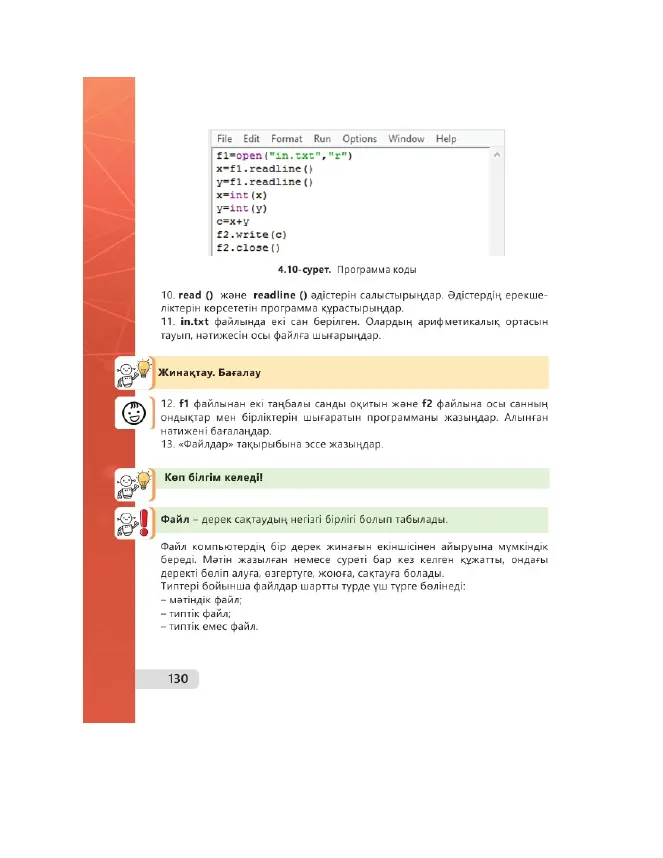 File Edit Format Run Options Window Help
f1=open("in.txt","r")
x=f1.readline()
y=f1.readline()
x=int(x)
y=int(y)
c=x+y
f2.write(c)
f2.close()
4.10-сурет. Программа коды
10. read () және readline () әдістерін салыстырыңдар. Әдістердің ерекше-
ліктерін көрсететін программа құрастырыңдар.
11. in.txt файлында екі сан берілген. Олардың арифметикалық ортасын
тауып, нәтижесін осы файлға шығарыңдар.
Жинақтау. Бағалау
12. f1 файлынан екі таңбалы санды оқитын және f2 файлына осы санның
ондықтар мен бірліктерін шығаратын программаны жазыңдар. Алынған
нәтижені бағалаңдар.
13. «Файлдар» тақырыбына эссе жазыңдар.
Көп білгім келеді!
Файл – дерек сақтаудың негізгі бірлігі болып табылады.
Файл компьютердің бір дерек жинағын екіншісінен айыруына мүмкіндік
береді. Мәтін жазылған немесе суреті бар кез келген құжатты, ондағы
деректі бөліп алуға, өзгертуге, жоюға, сақтауға болады.
Типтері бойынша файлдар шартты түрде үш түрге бөлінеді:
– мәтіндік файл;
– типтік файл;
– типтік емес файл.
130